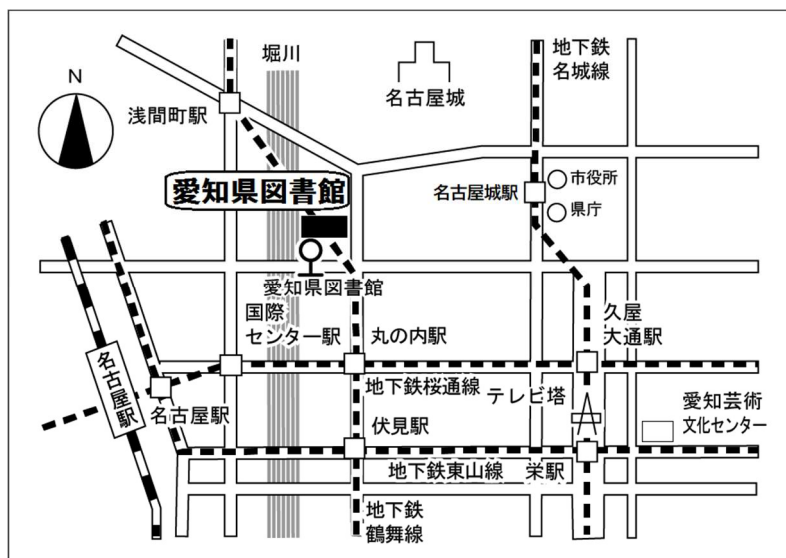 地下鉄
名城線
堀川
名古屋城
N
浅間町駅
愛知県図書館
名古屋城駅
市役所
県庁
愛知県図書館
国際
センター駅
丸の内駅
久屋
大通駅
名古屋駅
名古屋駅
地下鉄桜通線
テレビ塔
愛知芸術
文化センター
伏見駅
地下鉄東山線
栄駅
地下鉄
鶴舞線